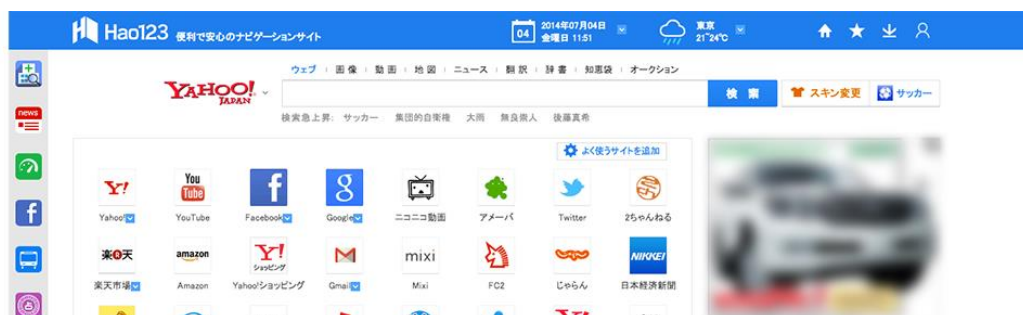 Hao123 便利で安心のナビゲーションサイト
04 2014年07月04日
金曜日 11:51
東京
21~24℃
ウェブ 画像 動画 地図 ニュース 翻訳 辞書 知恵袋 オークション
YAHOO!
JAPAN
検索 スキン変更 サッカー
検索急上昇: サッカー 集団的自衛権 大雨 無良崇人 後藤真希
news
よく使うサイトを追加
Y! You Tube f 8
Yahoo! YouTube Facebook Google ニコニコ動画 アメーバ Twitter 2ちゃんねる
楽天 amazon Y! ショッピング M mixi NIKKEI
楽天市場 Amazon Yahoo!ショッピング Gmail Mixi FC2 じゃらん 日本経済新聞